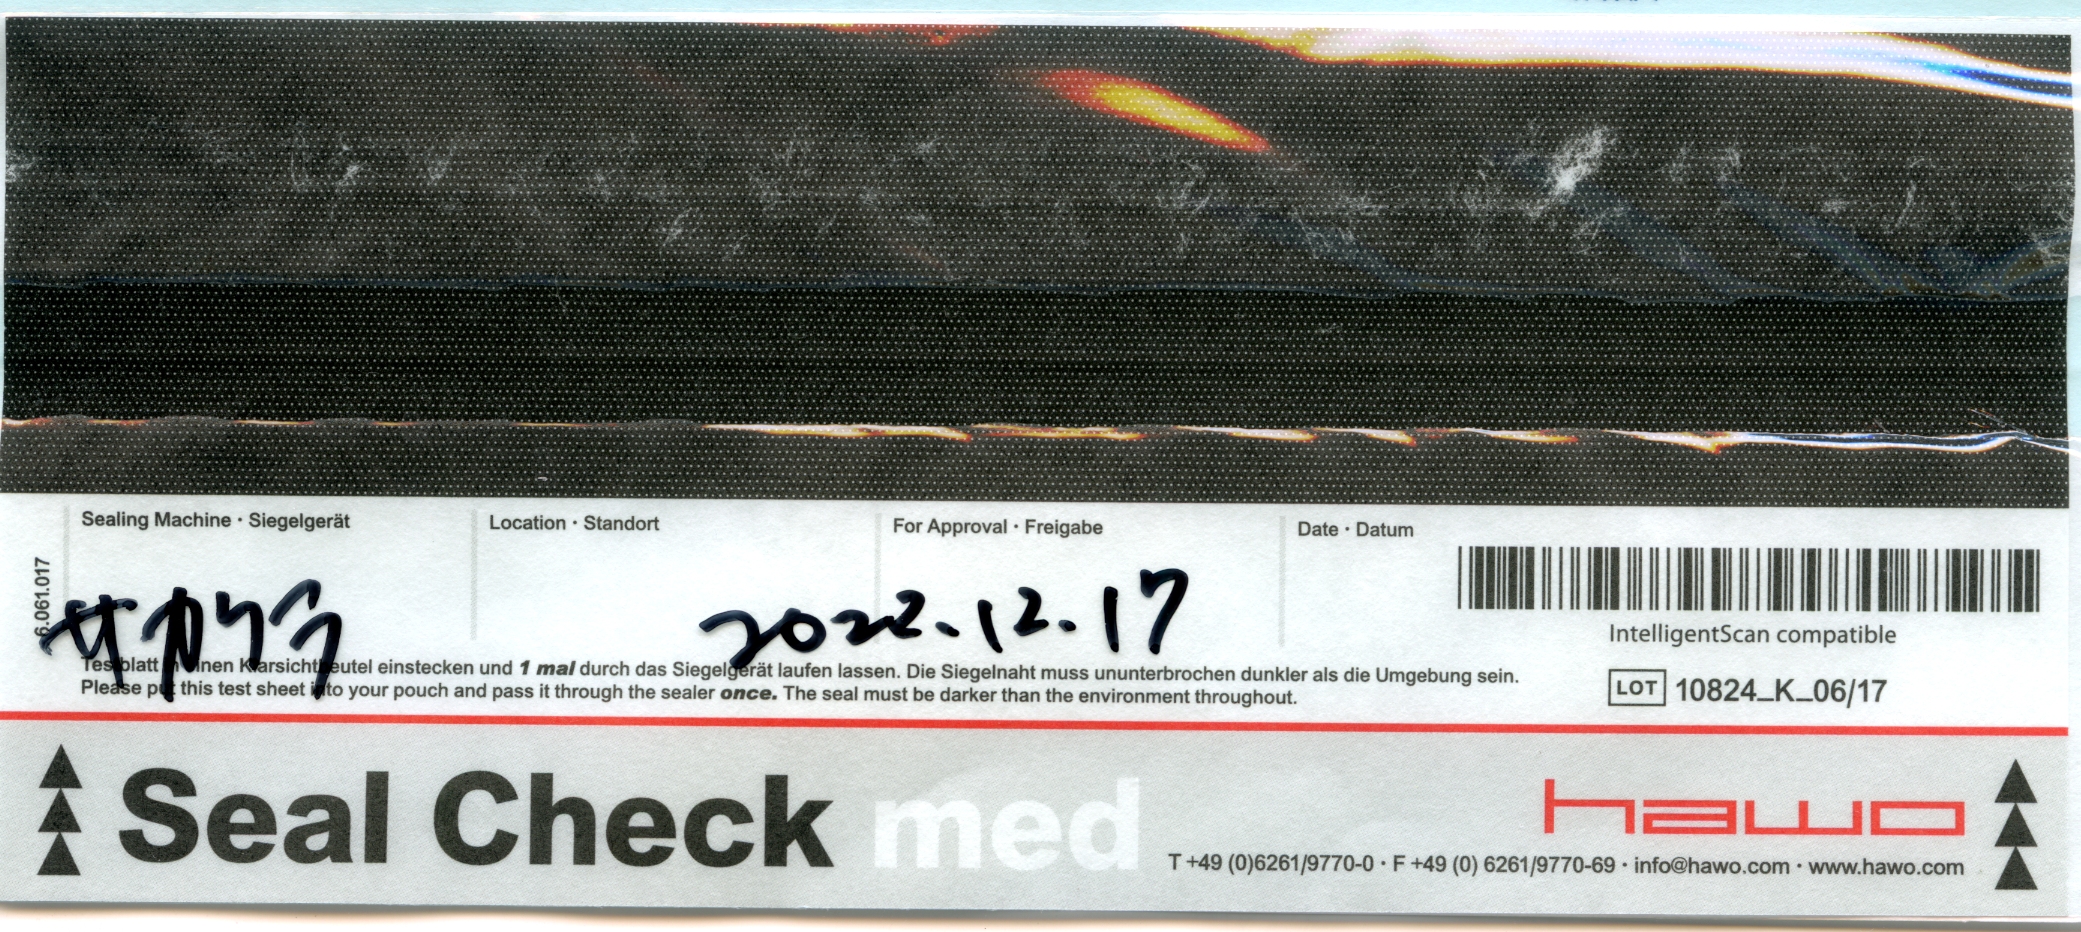 Sealing Machine · Siegelgerät
Location · Standort
For Approval · Freigabe
Date · Datum
6.061.017
サカウラ
2022.12.17
IntelligentScan compatible
Testblatt in einen Klarsichtbeutel einstecken und 1 mal durch das Siegelgerät laufen lassen. Die Siegelnaht muss ununterbrochen dunkler als die Umgebung sein.
Please put this test sheet into your pouch and pass it through the sealer once. The seal must be darker than the environment throughout.
LOT 10824_K_06/17
Seal Check med
hawo
T +49 (0)6261/9770-0 · F +49 (0) 6261/9770-69 · info@hawo.com · www.hawo.com